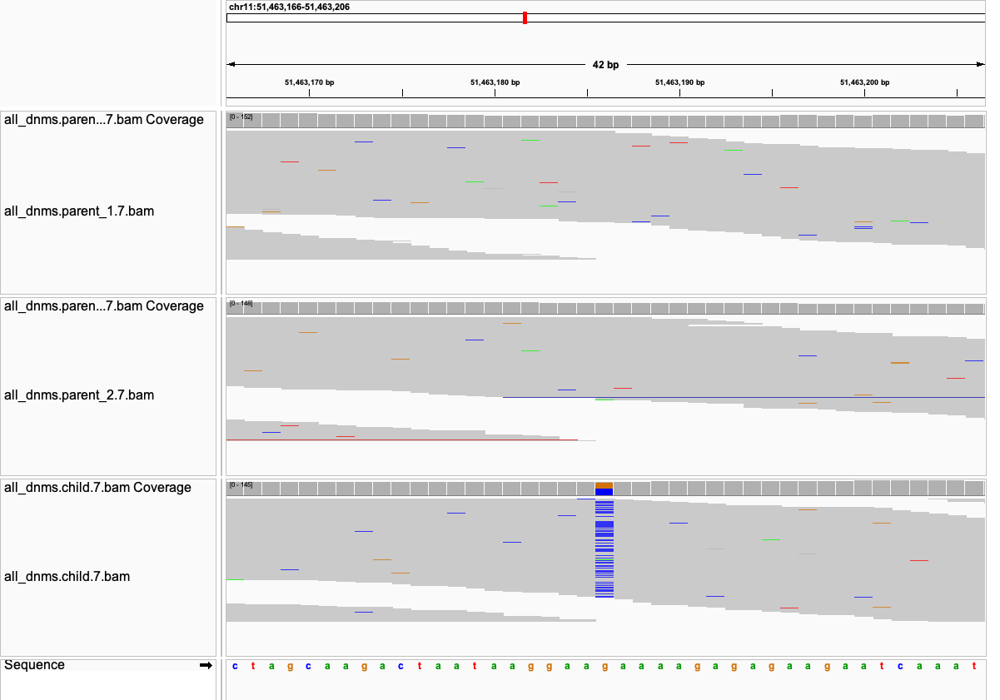 chr11:51,463,166-51,463,206
42 bp
51,463,170 bp 51,463,180 bp 51,463,190 bp 51,463,200 bp
all_dnms.paren...7.bam Coverage
[0 - 152]
all_dnms.parent_1.7.bam
all_dnms.paren...7.bam Coverage
[0 - 148]
all_dnms.parent_2.7.bam
all_dnms.child.7.bam Coverage
[0 - 145]
all_dnms.child.7.bam
Sequence
c t a g c a a g a c t a a t a a g g a a g a a a a g a g a g a a g a a t c a a a t